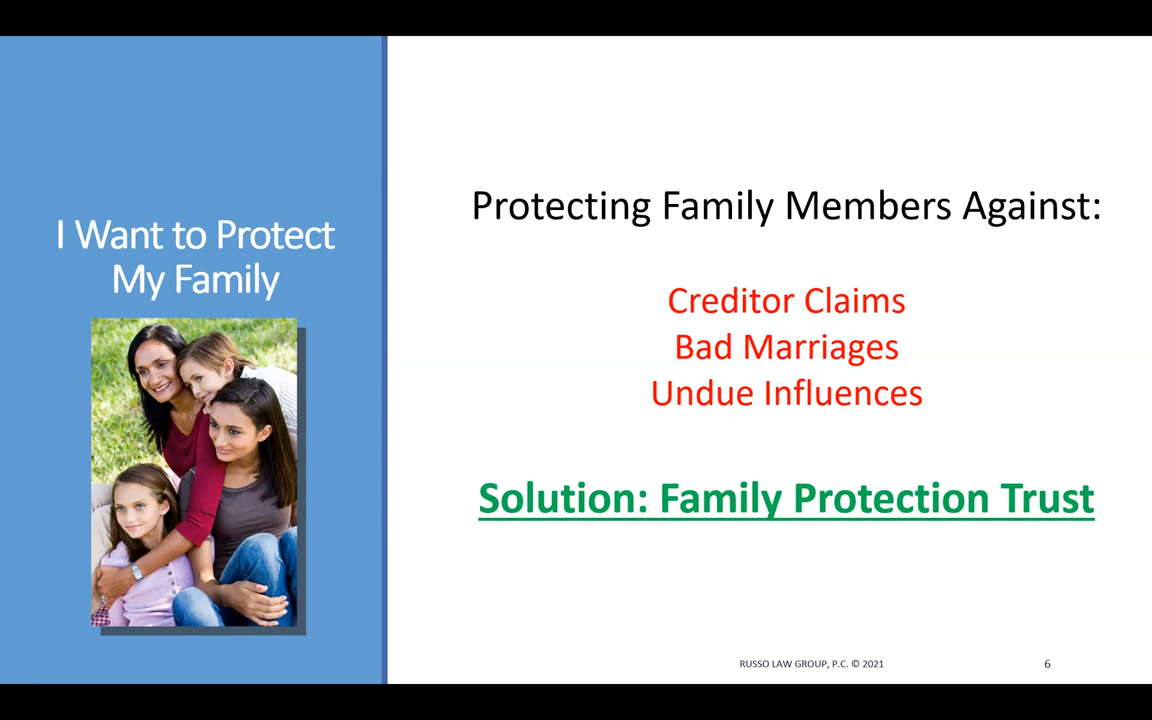 I Want to Protect
My Family
Protecting Family Members Against:
Creditor Claims
Bad Marriages
Undue Influences
Solution: Family Protection Trust
RUSSO LAW GROUP, P.C. © 2021
6